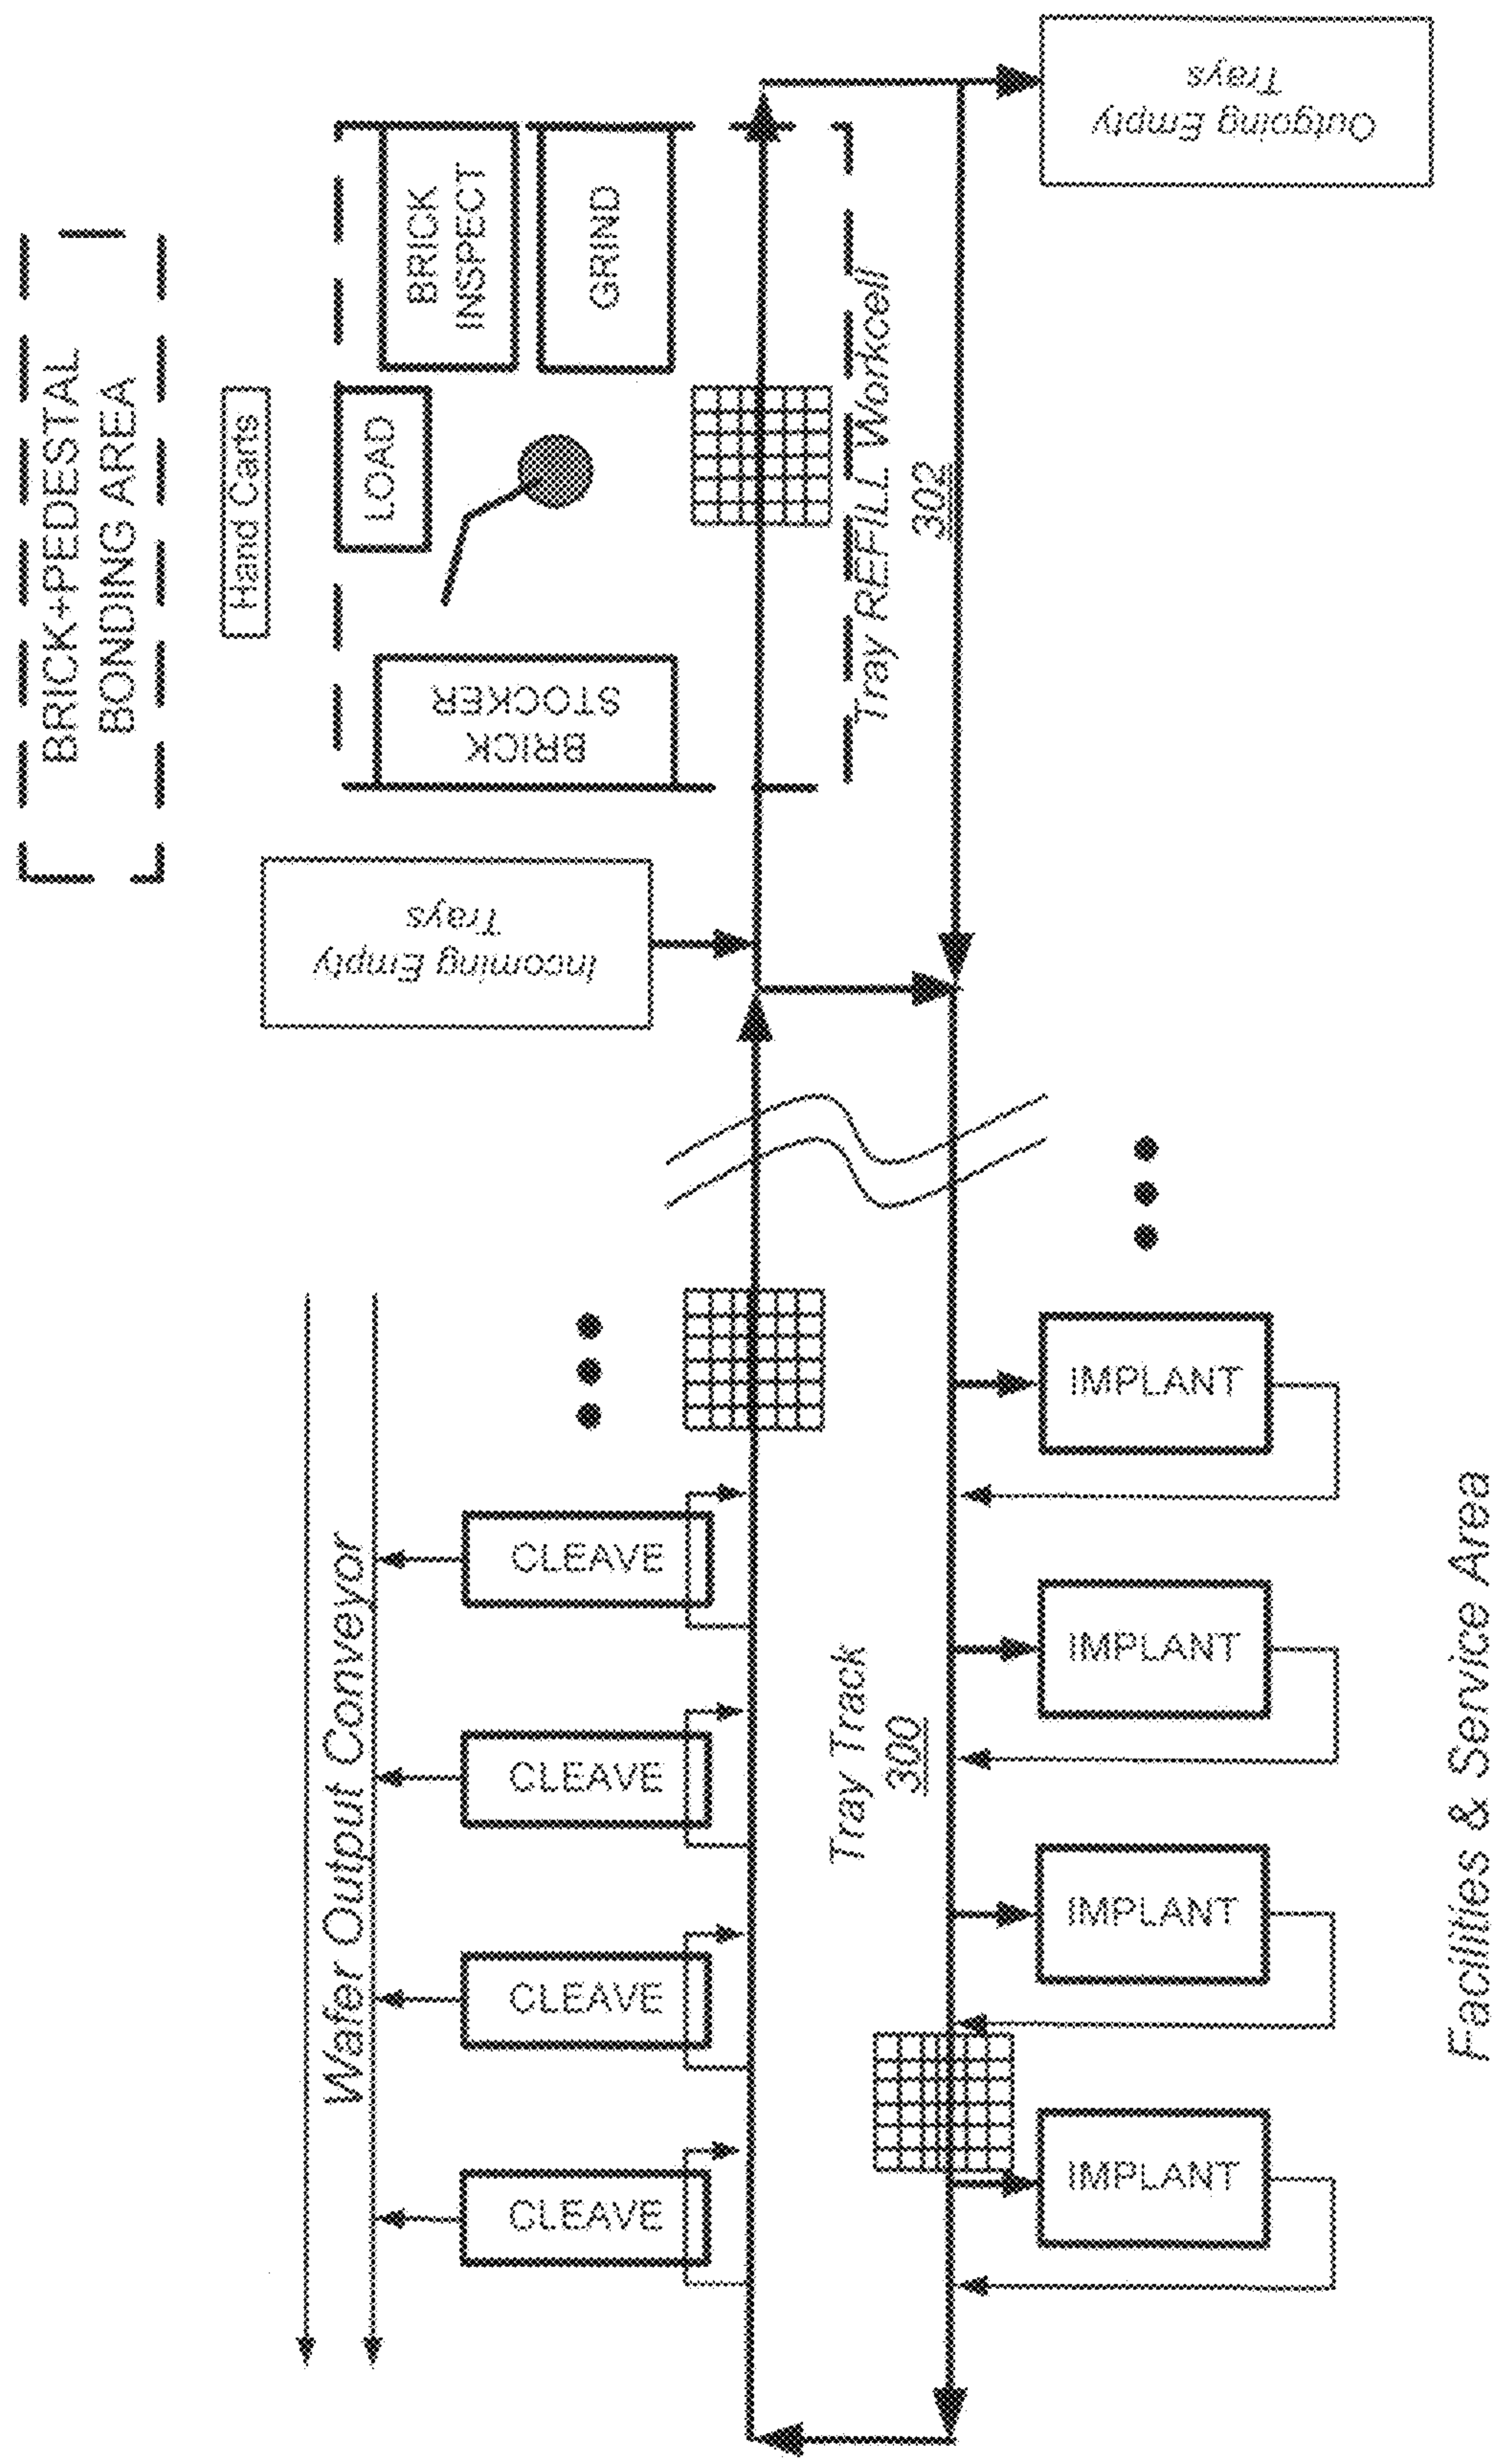 BRICK+PEDESTAL
BONDING AREA
Hand Carts
LOAD
BRICK
INSPECT
GRIND
BRICK
STOCKER
Tray REFILL Workcell
302
Incoming Empty
Trays
Outgoing Empty
Trays
Wafer Output Conveyor
CLEAVE
CLEAVE
CLEAVE
CLEAVE
Tray Track
300
IMPLANT
IMPLANT
IMPLANT
IMPLANT
Facilities & Service Area